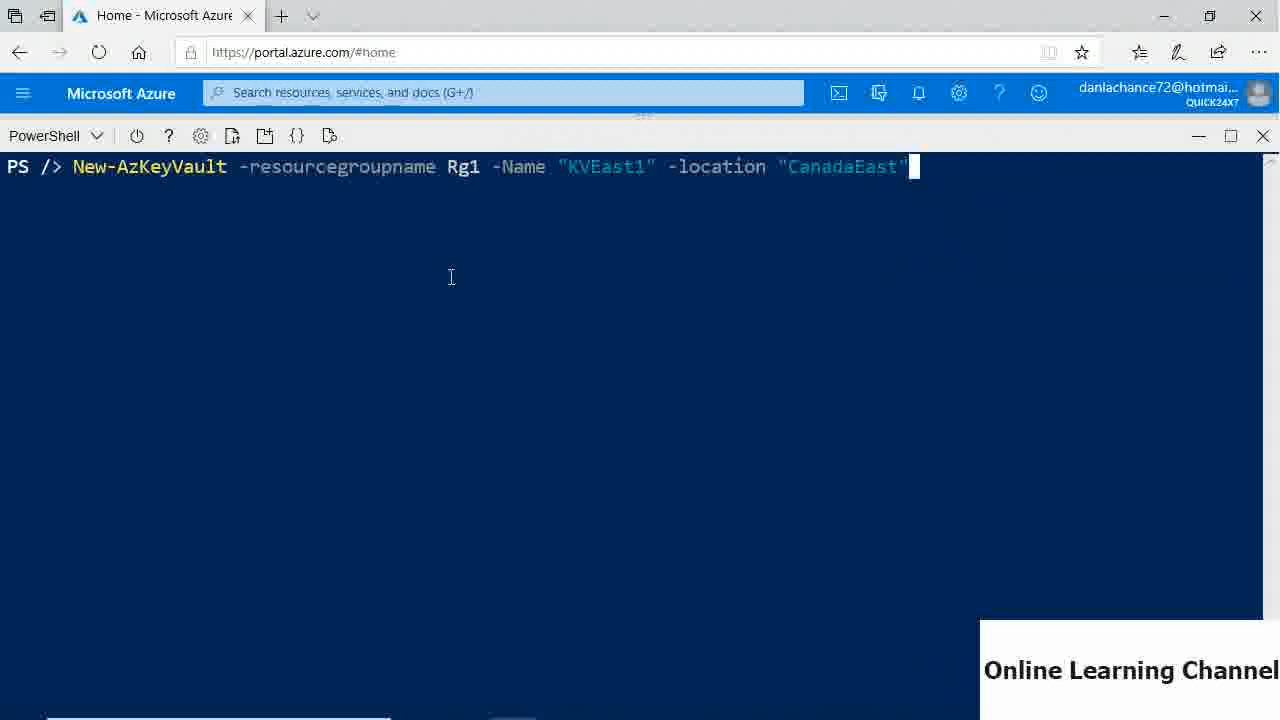 Home - Microsoft Azure
https://portal.azure.com/#home
Microsoft Azure
Search resources, services, and docs (G+/)
danlachance72@hotmai...
QUICK24X7
PowerShell
PS /> New-AzKeyVault -resourcegroupname Rg1 -Name "KVEast1" -location "CanadaEast"
Online Learning Channel